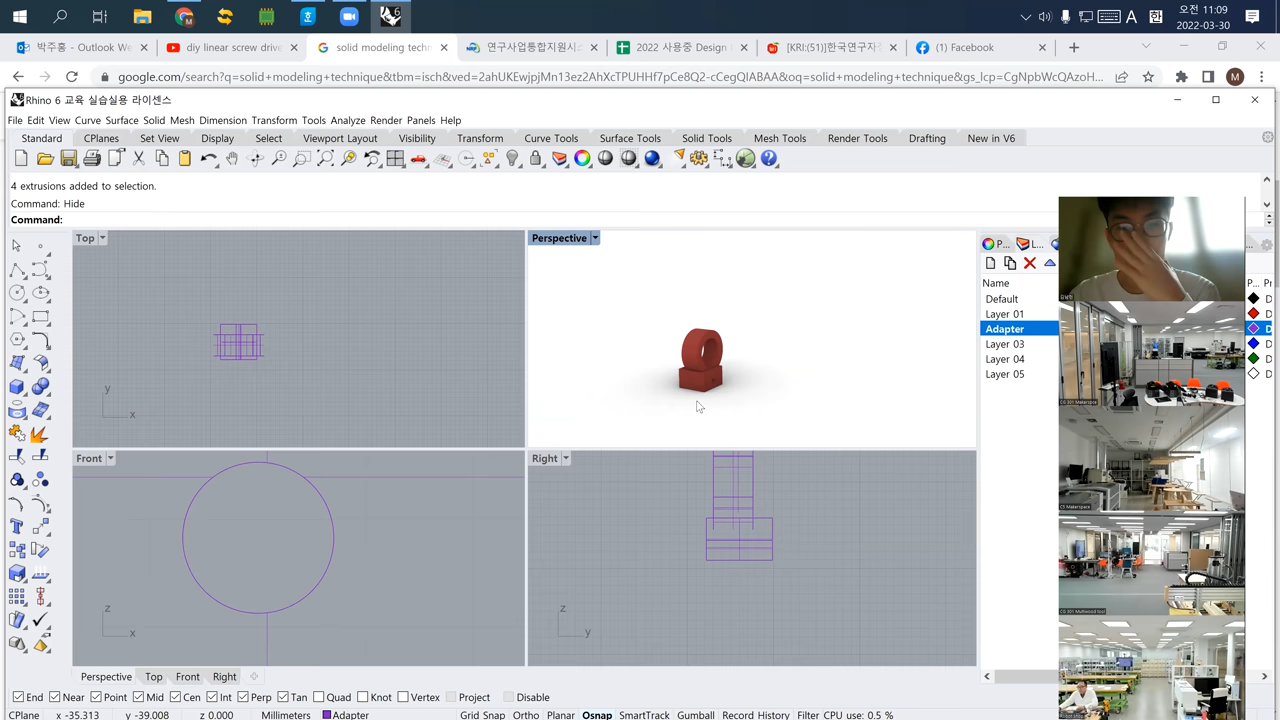 오전 11:09
A 한
2022-03-30
박주홍 - Outlook We
diy linear screw drive
solid modeling techn
연구사업통합지원시
2022 사용중 Design
[KRI:(51)]한국연구자
(1) Facebook
google.com/search?q=solid+modeling+technique&tbm=isch&ved=2ahUKEwjpjMn13ez2AhXcTPUHHf7pCe8Q2-cCegQIABAA&oq=solid+modeling+technique&gs_lcp=CgNpbWcQAzoH...
M
Rhino 6 교육 실습실용 라이센스
File Edit View Curve Surface Solid Mesh Dimension Transform Tools Analyze Render Panels Help
Standard CPlanes Set View Display Select Viewport Layout Visibility Transform Curve Tools Surface Tools Solid Tools Mesh Tools Render Tools Drafting New in V6
4 extrusions added to selection.
Command: Hide
Command:
Top
Perspective
P... L...
Name
P... Pr
Default
Layer 01
Adapter
Layer 03
Layer 04
Layer 05
D
D
D
D
D
D
y
x
Front
Right
z
x
z
y
Perspective Top Front Right
End Near Point Mid Cen Int Perp Tan Quad Knot Vertex Project Disable
x -35.313 y -39.008 z 0.000 Millimeters Adapter Grid Snap Ortho Planar Osnap SmartTrack Gumball Record History Filter CPU use: 0.5 %